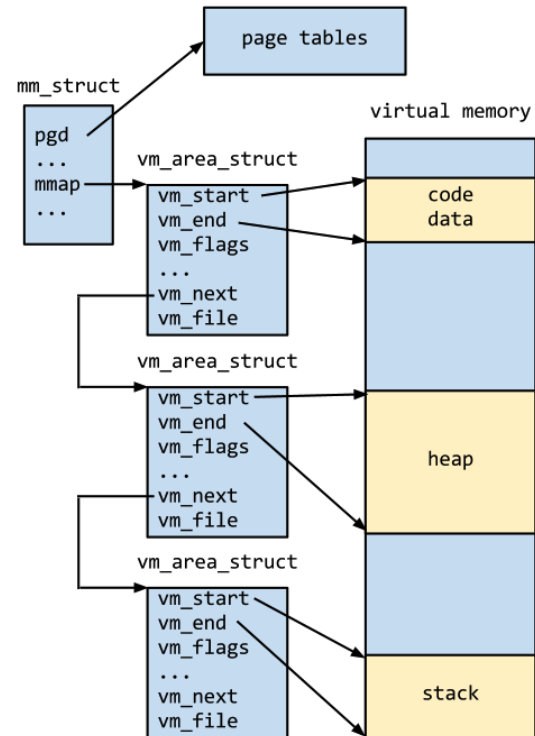 page tables
mm_struct
pgd
...
mmap
...
virtual memory
vm_area_struct
vm_start
vm_end
vm_flags
...
vm_next
vm_file
code
data
vm_area_struct
vm_start
vm_end
vm_flags
...
vm_next
vm_file
heap
vm_area_struct
vm_start
vm_end
vm_flags
...
vm_next
vm_file
stack